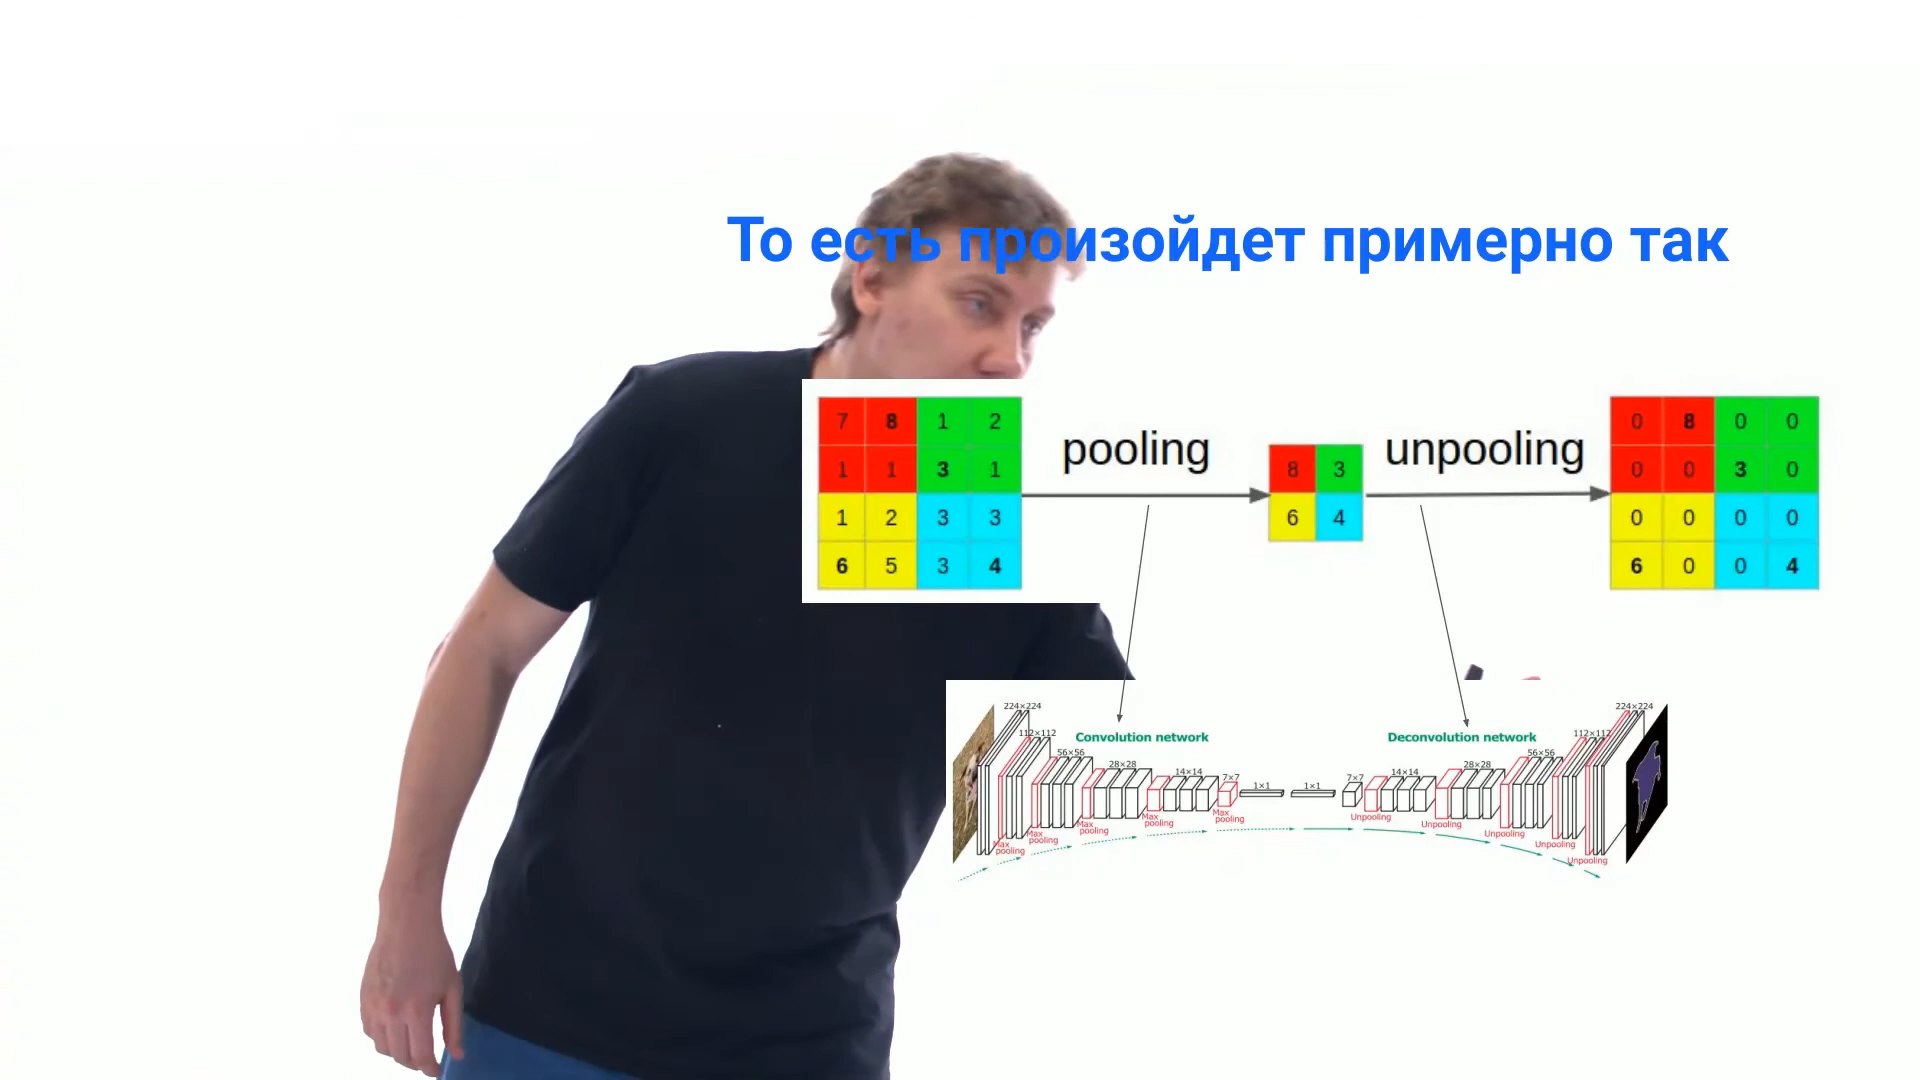 То есть произойдет примерно так
7 8 1 2
1 1 3 1
1 2 3 3
6 5 3 4
pooling
8 3
6 4
unpooling
0 8 0 0
0 0 3 0
0 0 0 0
6 0 0 4
Convolution network
Deconvolution network
224×224
112×112
56×56
28×28
14×14
7×7
1×1
1×1
7×7
14×14
28×28
56×56
112×112
224×224
Max
pooling
Max
pooling
Max
pooling
Max
pooling
Max
pooling
Unpooling
Unpooling
Unpooling
Unpooling
Unpooling